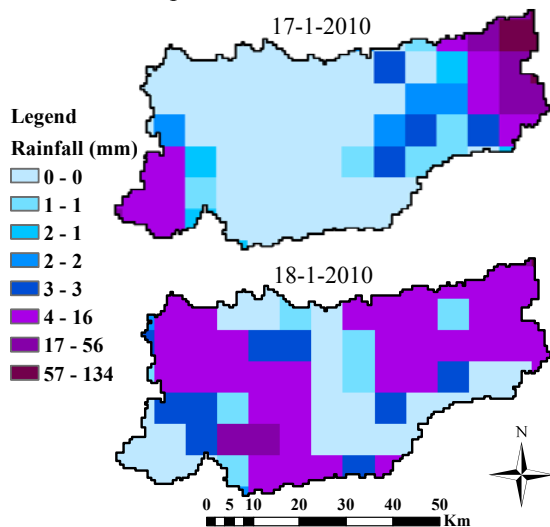 17-1-2010
Legend
Rainfall (mm)
0 - 0
1 - 1
2 - 1
2 - 2
3 - 3
4 - 16
17 - 56
57 - 134
18-1-2010
N
0 5 10 20 30 40 50
Km